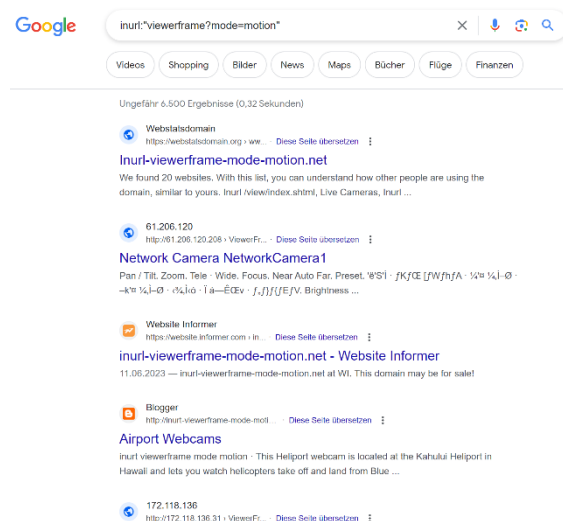 Google
inurl:"viewerframe?mode=motion"
Videos Shopping Bilder News Maps Bücher Flüge Finanzen
Ungefähr 6.500 Ergebnisse (0,32 Sekunden)
Webstatsdomain
https://webstatsdomain.org › ww... · Diese Seite übersetzen
Inurl-viewerframe-mode-motion.net
We found 20 websites. With this list, you can understand how other people are using the
domain, similar to yours. Inurl /view/index.shtml, Live Cameras, Inurl ...
61.206.120
http://61.206.120.208 › ViewerFr... · Diese Seite übersetzen
Network Camera NetworkCamera1
Pan / Tilt. Zoom. Tele · Wide. Focus. Near Auto Far. Preset.
Brightness ...
Website Informer
https://website.informer.com › in... · Diese Seite übersetzen
inurl-viewerframe-mode-motion.net - Website Informer
11.06.2023 — inurl-viewerframe-mode-motion.net at WI. This domain may be for sale!
Blogger
http://inurl-viewerframe-mode-moti... · Diese Seite übersetzen
Airport Webcams
inurl viewerframe mode motion · This Heliport webcam is located at the Kahului Heliport in
Hawaii and lets you watch helicopters take off and land from Blue ...
172.118.136
http://172.118.136.31 › ViewerFr... · Diese Seite übersetzen